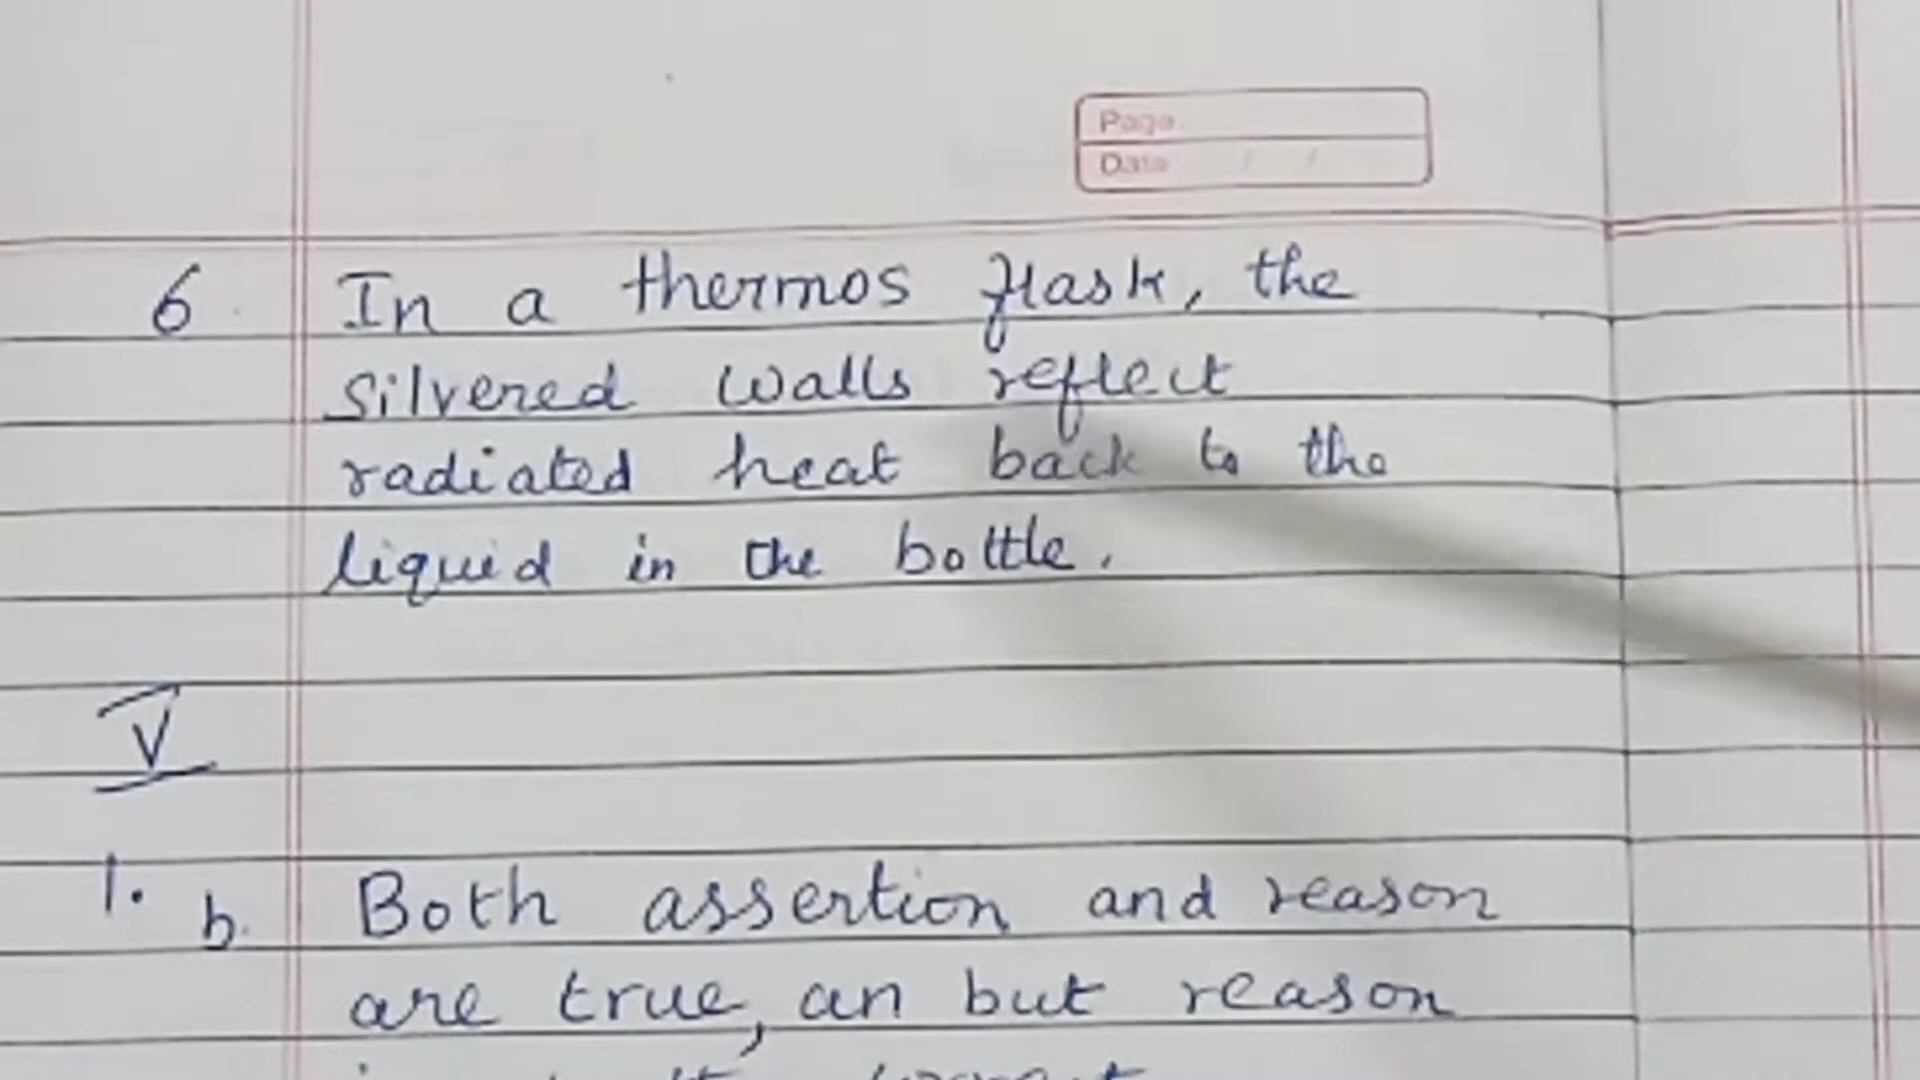 Page.
Date / /
6. In a thermos flask, the
silvered walls reflect
radiated heat back to the
liquid in the bottle.
V
1. b. Both assertion and reason
are true, an but reason